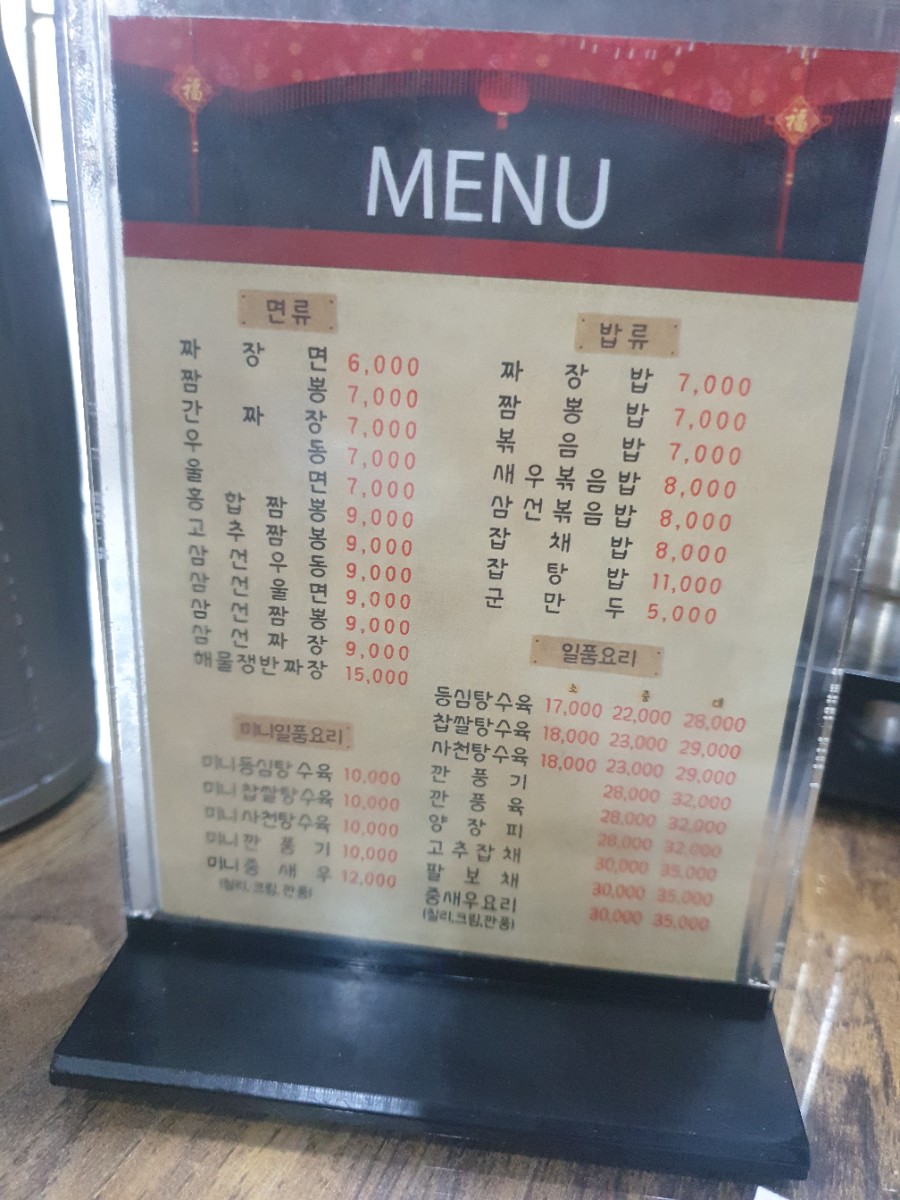 福
福
MENU
면류
짜장면 6,000
짬뽕 7,000
간짜장 7,000
우동 7,000
울면 7,000
홍합짬뽕 9,000
고추짬뽕 9,000
삼선우동 9,000
삼선울면 9,000
삼선짬뽕 9,000
삼선짜장 9,000
해물쟁반짜장 15,000
미니일품요리
미니등심탕수육 10,000
미니찹쌀탕수육 10,000
미니사천탕수육 10,000
미니깐풍기 10,000
미니중새우 12,000
(칠리,크림,깐풍)
밥류
짜장밥 7,000
짬뽕밥 7,000
볶음밥 7,000
새우볶음밥 8,000
삼선볶음밥 8,000
잡채밥 8,000
잡탕밥 11,000
군만두 5,000
일품요리
소 중 대
등심탕수육 17,000 22,000 28,000
찹쌀탕수육 18,000 23,000 29,000
사천탕수육 18,000 23,000 29,000
깐풍기 28,000 32,000
깐풍육 28,000 32,000
양장피 28,000 32,000
고추잡채 30,000 35,000
팔보채 30,000 35,000
중새우요리 30,000 35,000
(칠리,크림,깐풍)